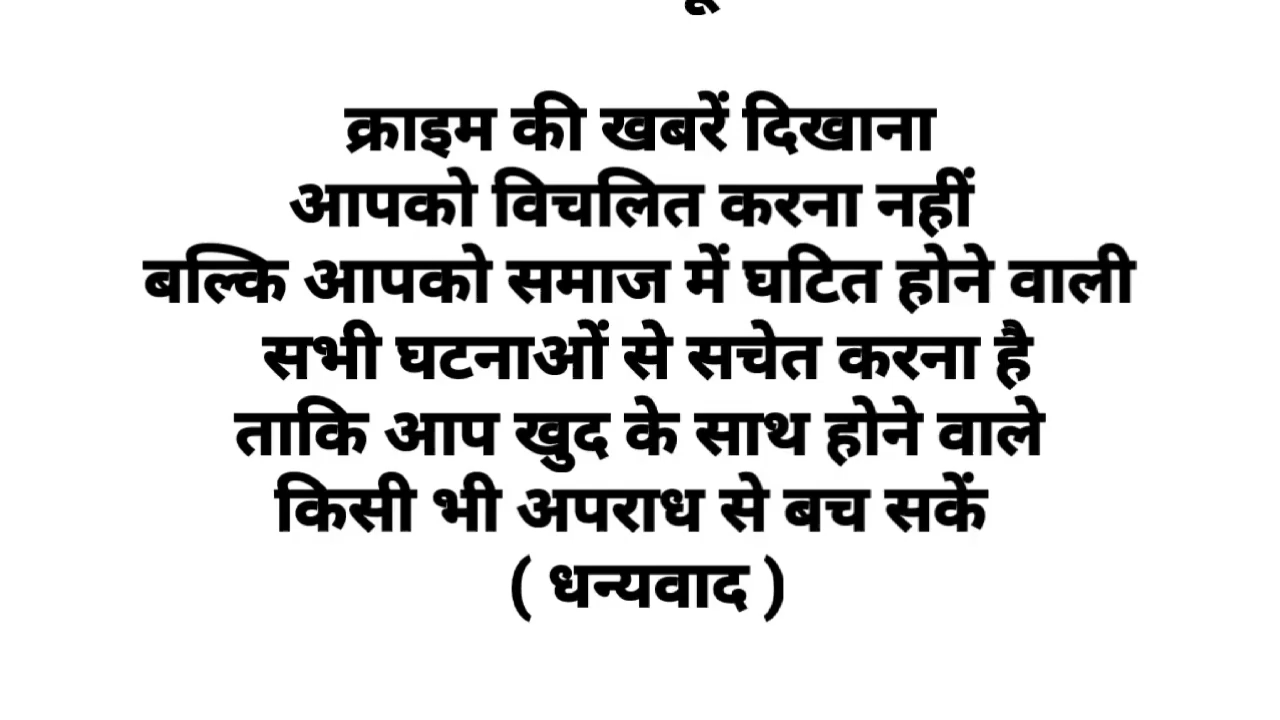 क्राइम की खबरें दिखाना
आपको विचलित करना नहीं
बल्कि आपको समाज में घटित होने वाली
सभी घटनाओं से सचेत करना है
ताकि आप खुद के साथ होने वाले
किसी भी अपराध से बच सकें
( धन्यवाद )